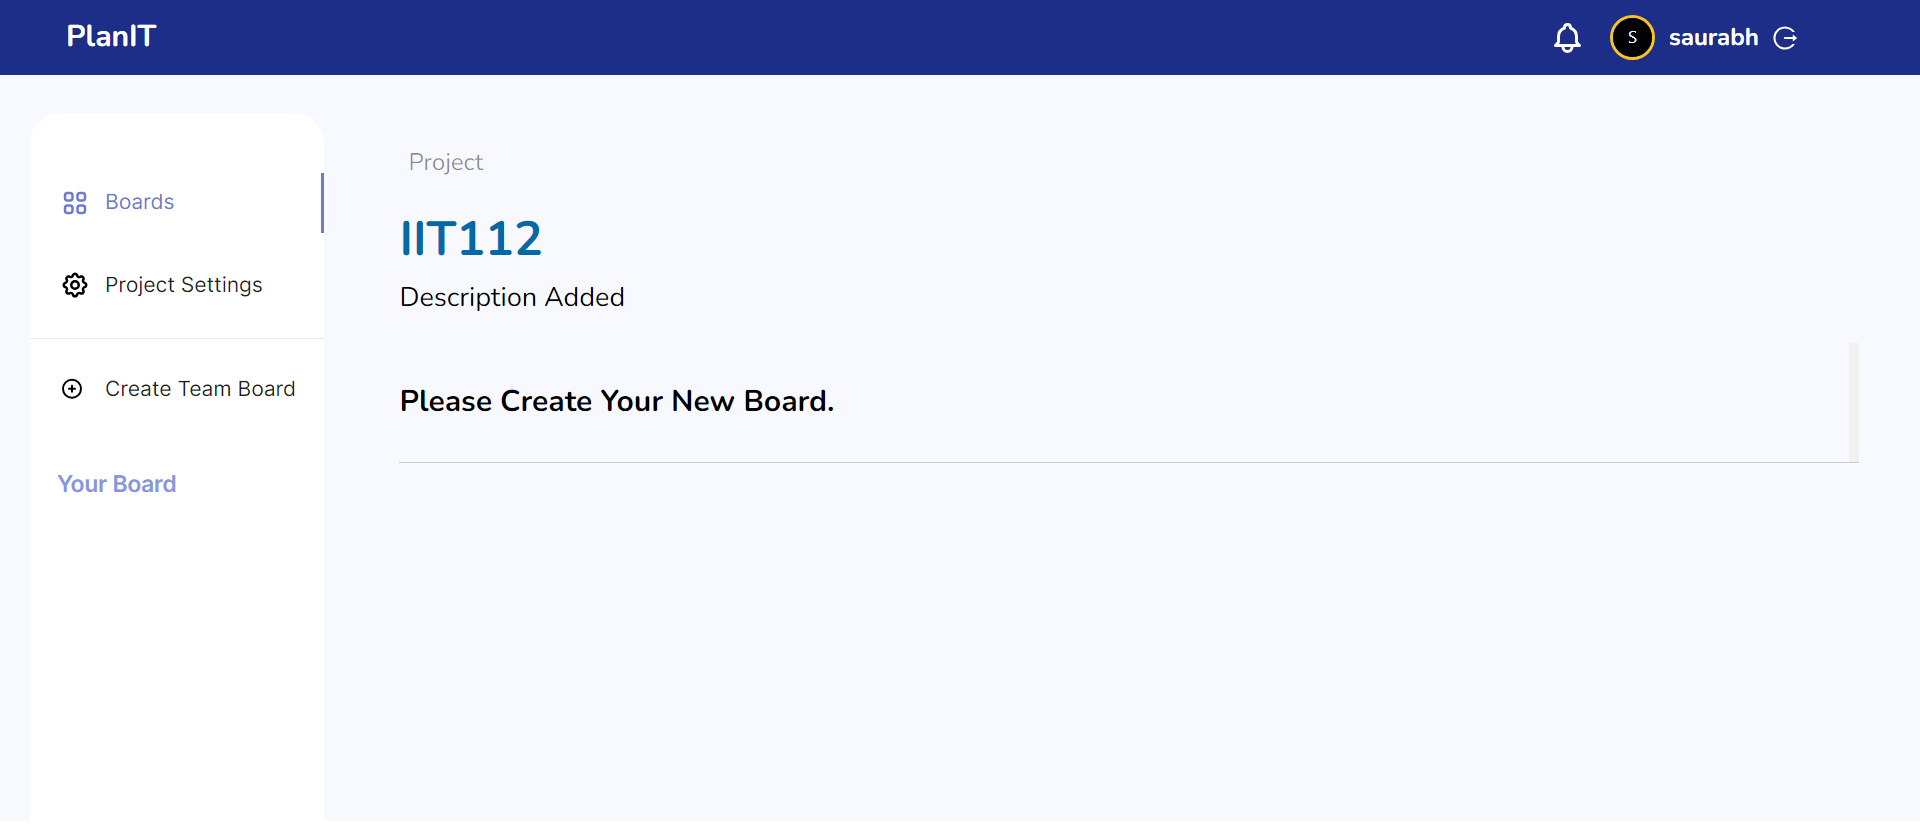 PlanIT
S
saurabh
Boards
Project Settings
Create Team Board
Your Board
Project
IIT112
Description Added
Please Create Your New Board.